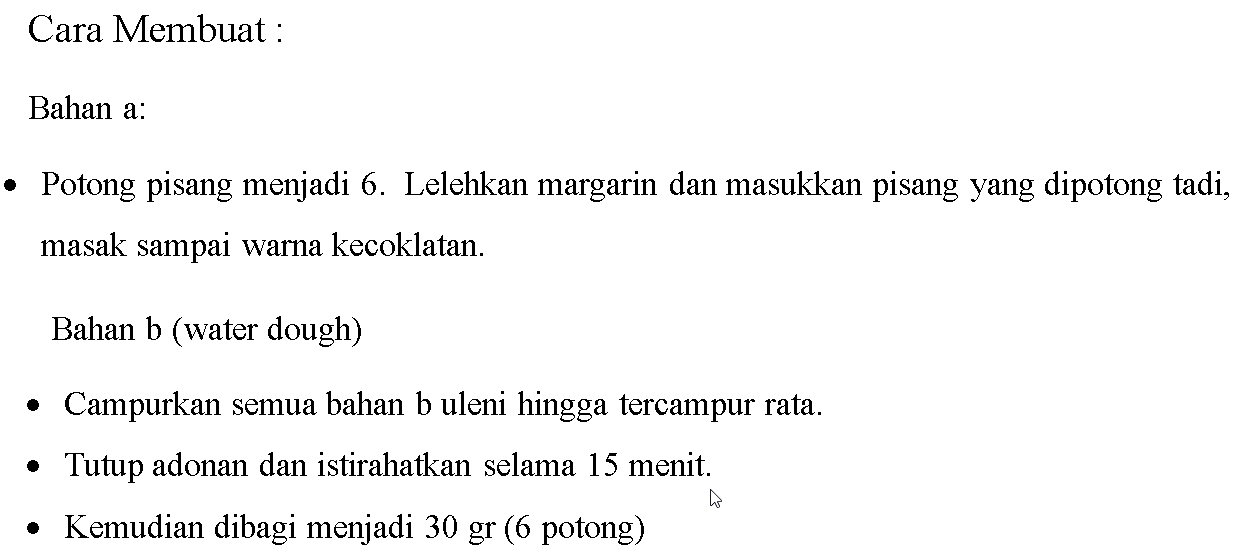 Cara Membuat :
Bahan a:
• Potong pisang menjadi 6. Lelehkan margarin dan masukkan pisang yang dipotong tadi,
masak sampai warna kecoklatan.
Bahan b (water dough)
• Campurkan semua bahan b uleni hingga tercampur rata.
• Tutup adonan dan istirahatkan selama 15 menit.
• Kemudian dibagi menjadi 30 gr (6 potong)